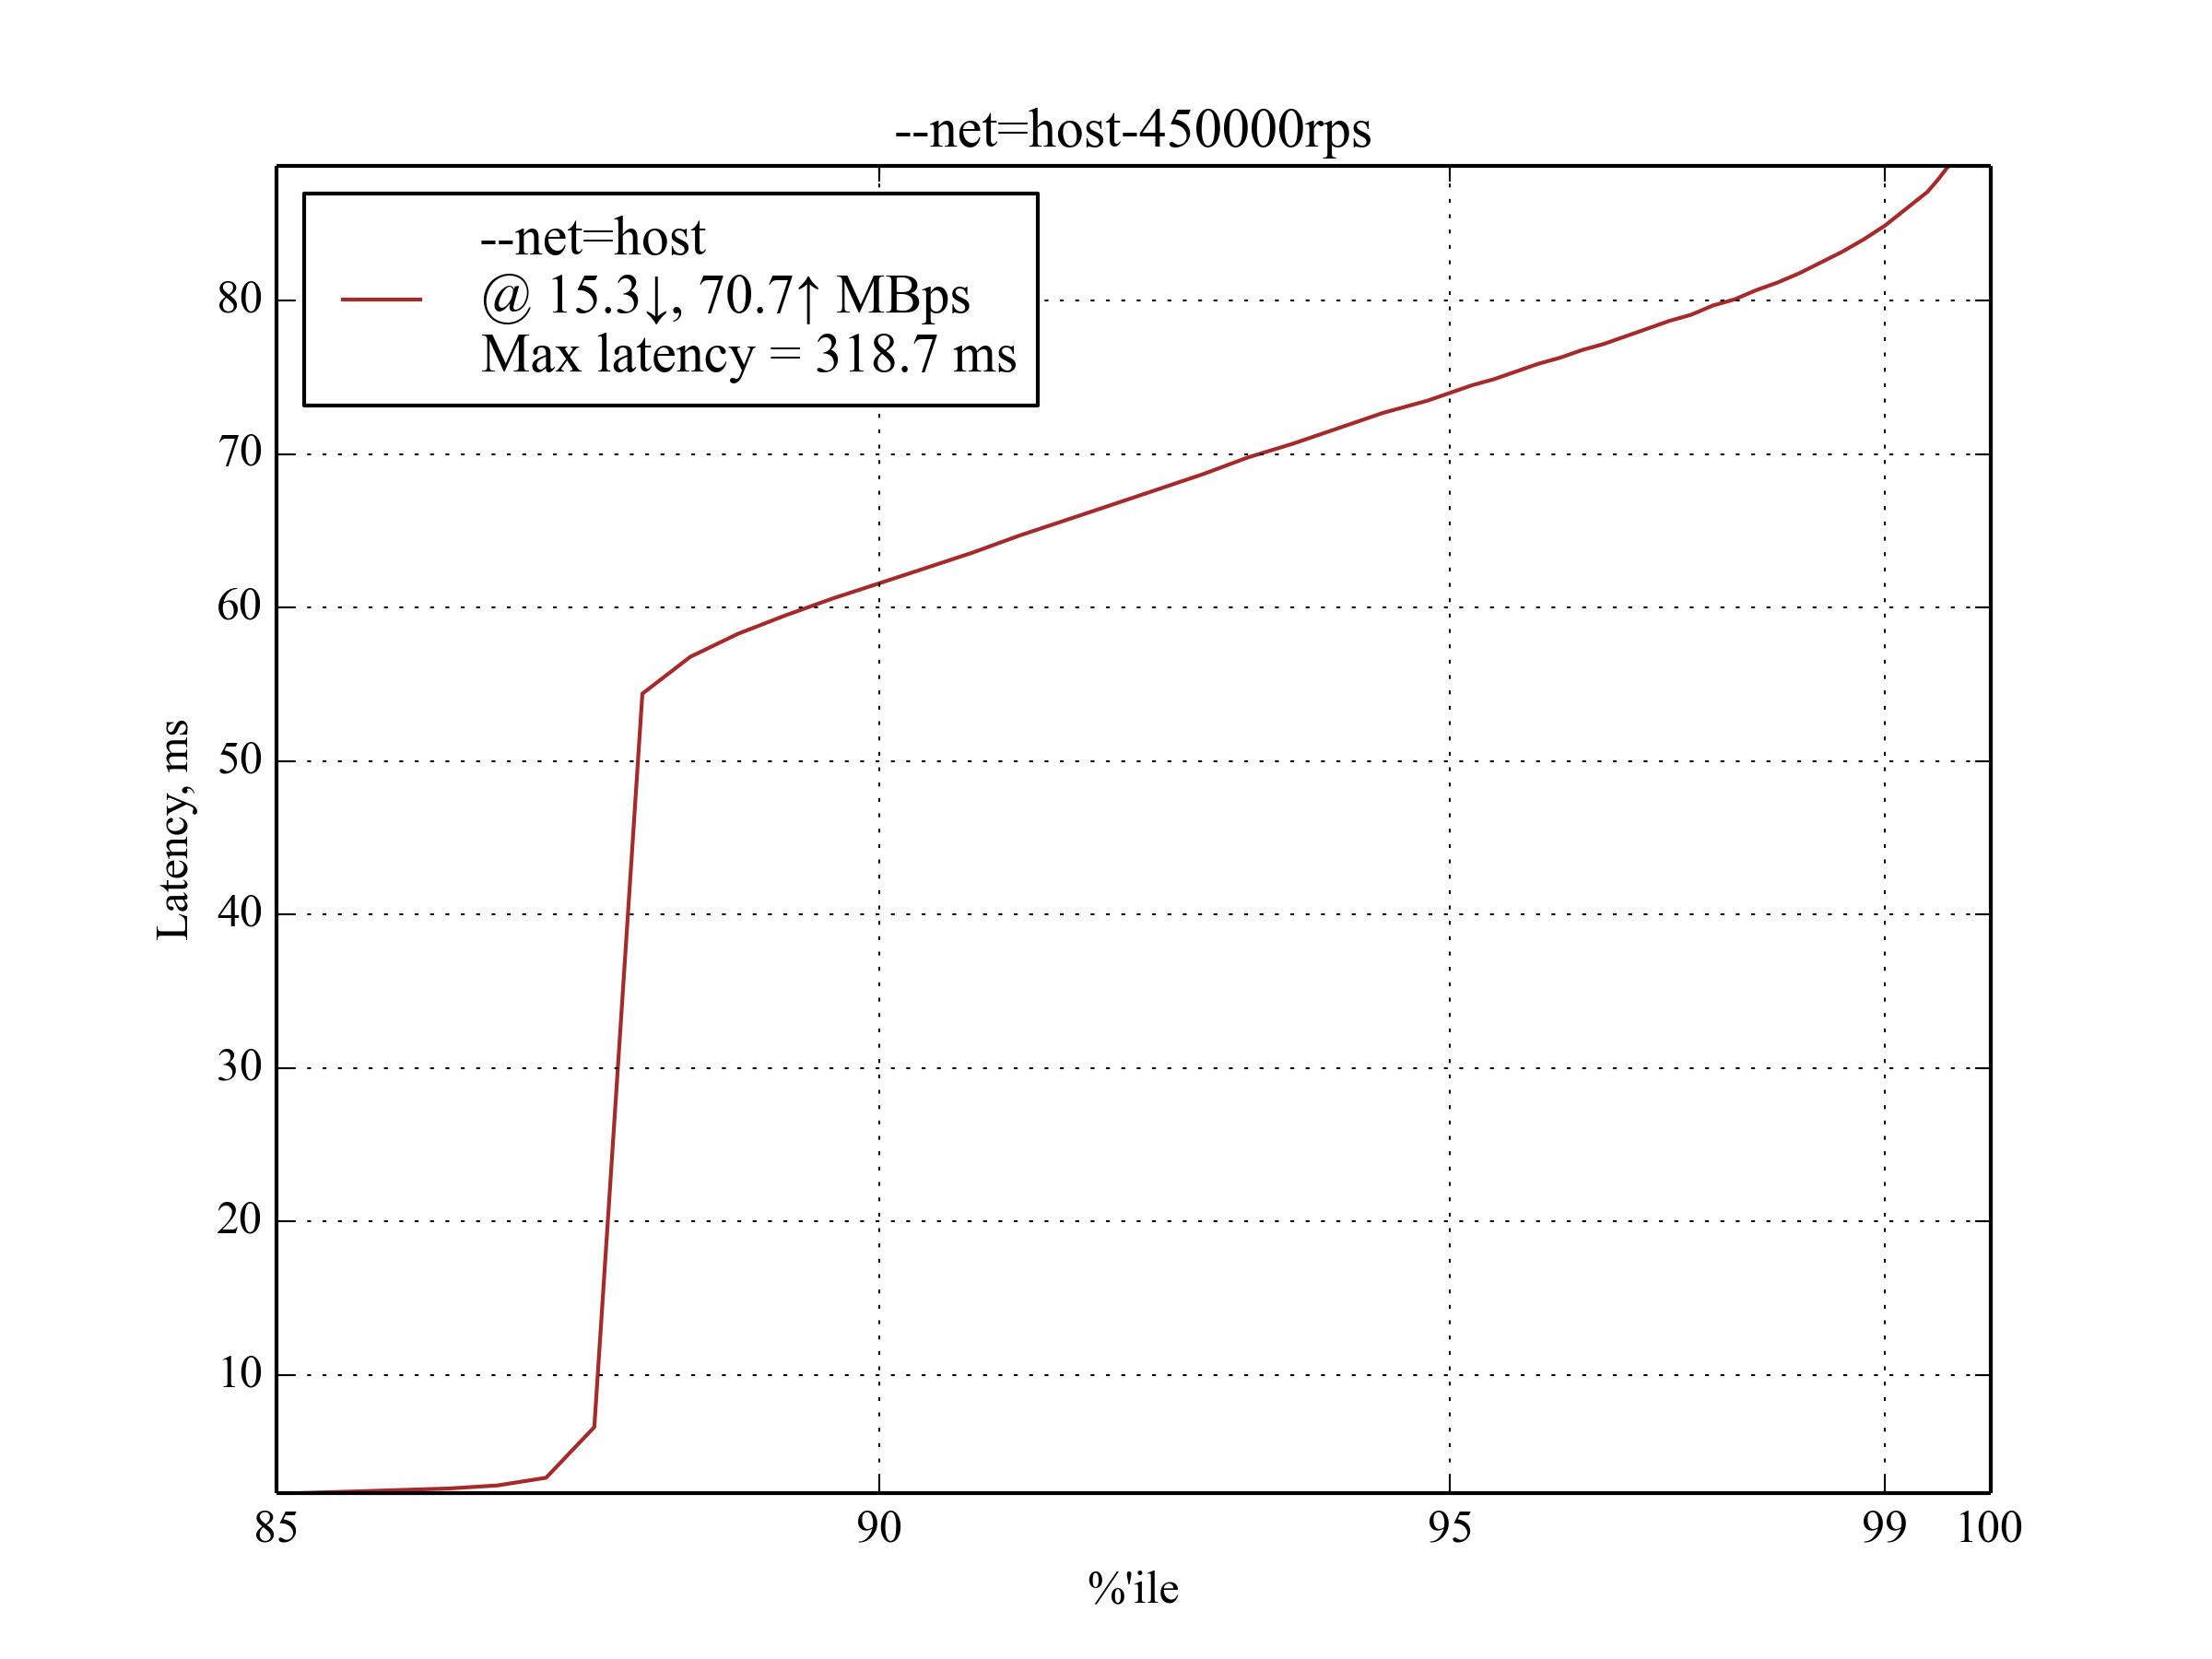 --net=host-450000rps
--net=host
@ 15.3↓, 70.7↑ MBps
Max latency = 318.7 ms
80
70
60
50
40
30
20
10
Latency, ms
85 90 95 99 100
%'ile